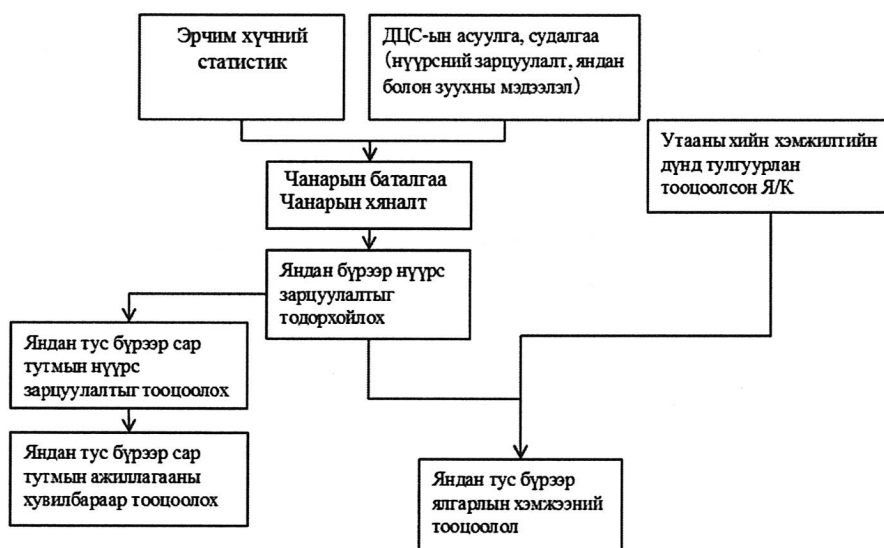 Эрчим хүчний
статистик
ДЦС-ын асуулга, судалгаа
(нүүрсний зарцуулалт, яндан
болон зуухны мэдээлэл)
Утааны хийн хэмжилтийн
дүнд тулгуурлан
тооцоолсон Я/К
Чанарын баталгаа
Чанарын хяналт
Яндан бүрээр нүүрс
зарцуулалтыг
тодорхойлох
Яндан тус бүрээр сар
тутмын нүүрс
зарцуулалтыг тооцоолох
Яндан тус бүрээр сар
тутмын ажиллагааны
хувилбараар тооцоолох
Яндан тус бүрээр
ялгарлын хэмжээний
тооцоолол